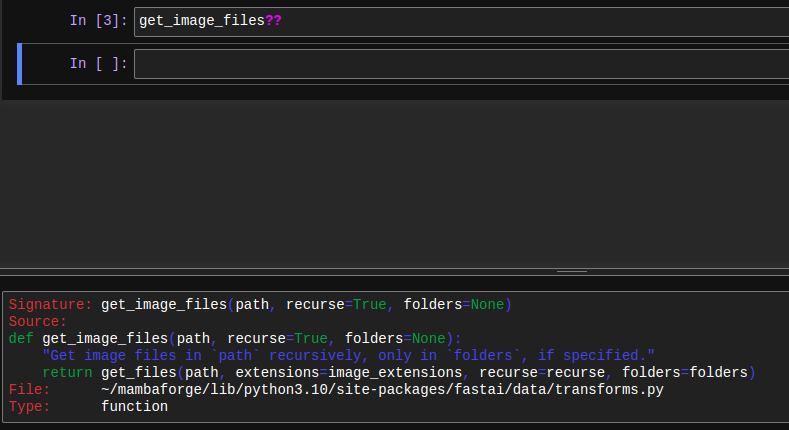 In [3]: get_image_files??
In [ ]:
Signature: get_image_files(path, recurse=True, folders=None)
Source:
def get_image_files(path, recurse=True, folders=None):
    "Get image files in `path` recursively, only in `folders`, if specified."
    return get_files(path, extensions=image_extensions, recurse=recurse, folders=folders)
File:      ~/mambaforge/lib/python3.10/site-packages/fastai/data/transforms.py
Type:      function